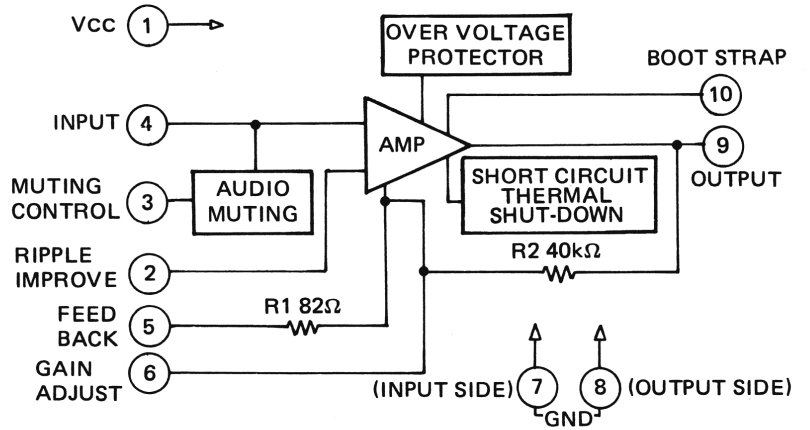 VCC 1
OVER VOLTAGE
PROTECTOR
BOOT STRAP
10
INPUT 4
AMP
9
OUTPUT
MUTING
CONTROL 3
AUDIO
MUTING
SHORT CIRCUIT
THERMAL
SHUT-DOWN
RIPPLE
IMPROVE 2
R2 40kΩ
FEED
BACK 5
R1 82Ω
GAIN
ADJUST 6
(INPUT SIDE) 7 8 (OUTPUT SIDE)
GND